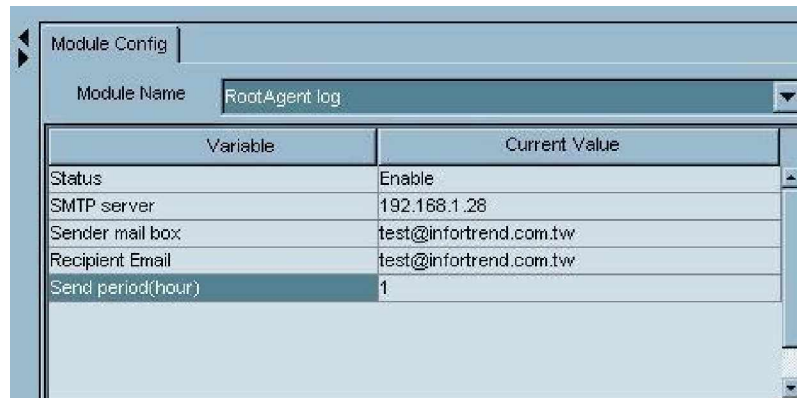 Module Config
Module Name RootAgent log
Variable Current Value
Status Enable
SMTP server 192.168.1.28
Sender mail box test@infortrend.com.tw
Recipient Email test@infortrend.com.tw
Send period(hour) 1